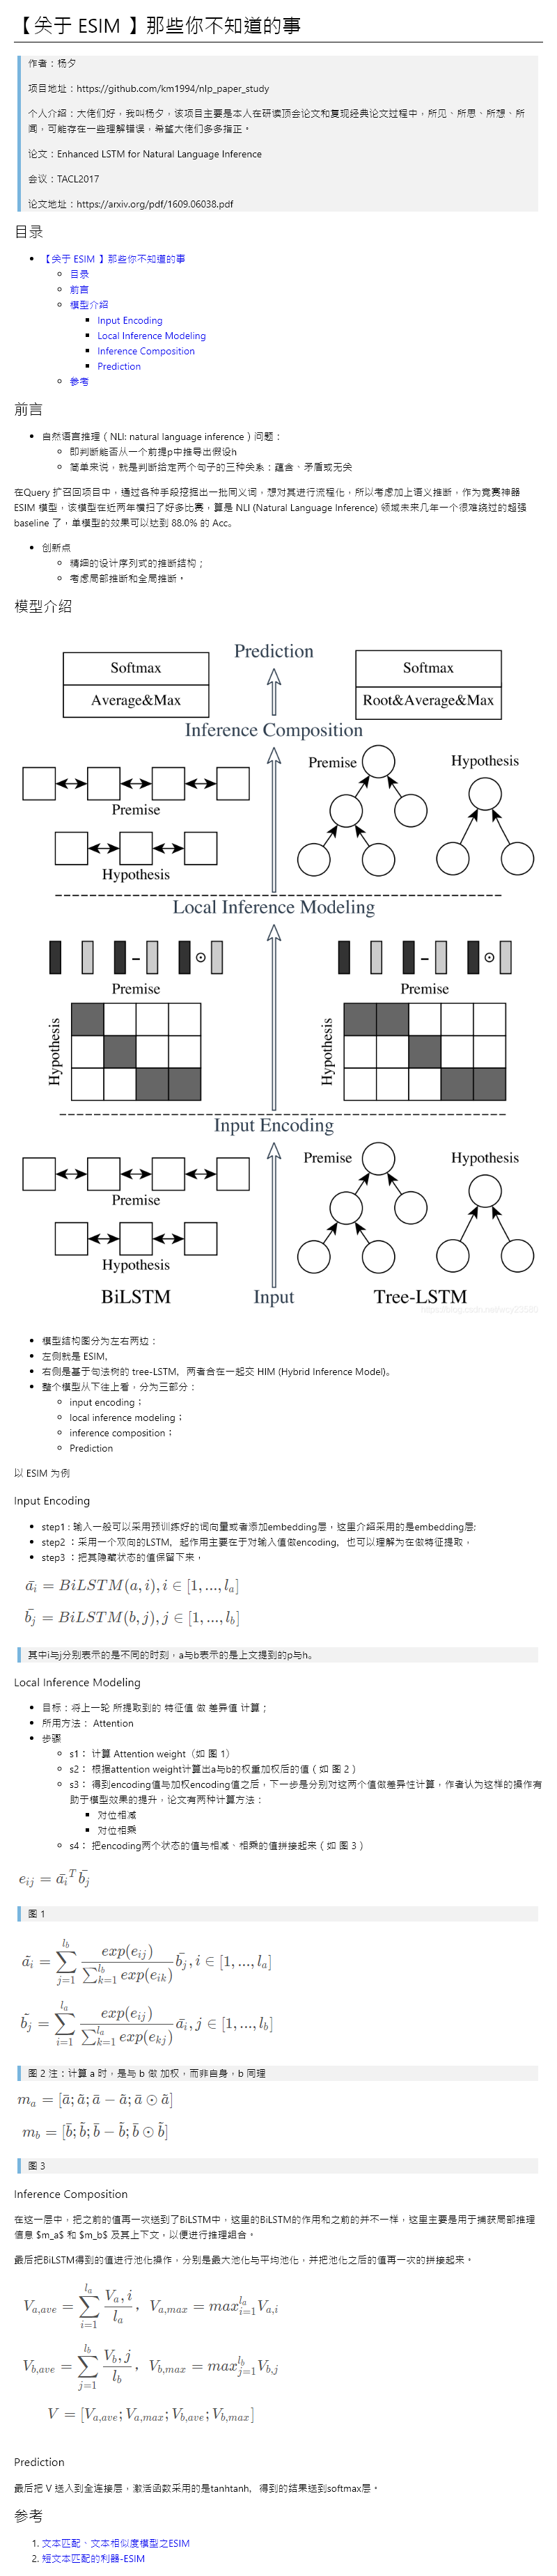 【关于 ESIM 】那些你不知道的事
作者：杨夕
项目地址：https://github.com/km1994/nlp_paper_study
个人介绍：大佬们好，我叫杨夕，该项目主要是本人在研读顶会论文和复现经典论文过程中，所见、所思、所想、所
闻，可能存在一些理解错误，希望大佬们多多指正。
论文：Enhanced LSTM for Natural Language Inference
会议：TACL2017
论文地址：https://arxiv.org/pdf/1609.06038.pdf
目录
【关于 ESIM 】那些你不知道的事
目录
前言
模型介绍
Input Encoding
Local Inference Modeling
Inference Composition
Prediction
参考
前言
自然语言推理（NLI: natural language inference）问题：
即判断能否从一个前提p中推导出假设h
简单来说，就是判断给定两个句子的三种关系：蕴含、矛盾或无关
在Query 扩召回项目中，通过各种手段挖掘出一批同义词，想对其进行流程化，所以考虑加上语义推断，作为竞赛神器
ESIM 模型，该模型在近两年横扫了好多比赛，算是 NLI (Natural Language Inference) 领域未来几年一个很难绕过的超强
baseline 了，单模型的效果可以达到 88.0% 的 Acc。
创新点
精细的设计序列式的推断结构；
考虑局部推断和全局推断。
模型介绍
Prediction
Softmax Softmax
Average&Max Root&Average&Max
Inference Composition
Premise Hypothesis
Premise
Hypothesis
Local Inference Modeling
− ⊙ − ⊙
Premise Premise
Hypothesis Hypothesis
Input Encoding
Premise Hypothesis
Premise
Hypothesis
BiLSTM Input Tree-LSTM
模型结构图分为左右两边：
左侧就是 ESIM,
右侧是基于句法树的 tree-LSTM，两者合在一起交 HIM (Hybrid Inference Model)。
整个模型从下往上看，分为三部分：
input encoding；
local inference modeling；
inference composition；
Prediction
以 ESIM 为例
Input Encoding
step1：输入一般可以采用预训练好的词向量或者添加embedding层，这里介绍采用的是embedding层;
step2 ：采用一个双向的LSTM，起作用主要在于对输入值做encoding，也可以理解为在做特征提取，
step3 ：把其隐藏状态的值保留下来，
āᵢ = BiLSTM(a, i), i ∈ [1, ..., lₐ]
b̄ⱼ = BiLSTM(b, j), j ∈ [1, ..., l_b]
其中i与j分别表示的是不同的时刻，a与b表示的是上文提到的p与h。
Local Inference Modeling
目标：将上一轮 所提取到的 特征值 做 差异值 计算；
所用方法： Attention
步骤
s1： 计算 Attention weight（如 图 1）
s2： 根据attention weight计算出a与b的权重加权后的值（如 图 2）
s3： 得到encoding值与加权encoding值之后，下一步是分别对这两个值做差异性计算，作者认为这样的操作有
助于模型效果的提升，论文有两种计算方法：
对位相减
对位相乘
s4： 把encoding两个状态的值与相减、相乘的值拼接起来（如 图 3）
e_{ij} = āᵢᵀ b̄ⱼ
图 1
ãᵢ = ∑_{j=1}^{l_b} exp(e_{ij}) / ∑_{k=1}^{l_b} exp(e_{ik}) b̄ⱼ, i ∈ [1, ..., lₐ]
b̃ⱼ = ∑_{i=1}^{l_a} exp(e_{ij}) / ∑_{k=1}^{l_a} exp(e_{kj}) āᵢ, j ∈ [1, ..., l_b]
图 2 注：计算 a 时，是与 b 做 加权，而非自身，b 同理
mₐ = [ā; ã; ā − ã; ā ⊙ ã]
m_b = [b̄; b̃; b̄ − b̃; b̄ ⊙ b̃]
图 3
Inference Composition
在这一层中，把之前的值再一次送到了BiLSTM中，这里的BiLSTM的作用和之前的并不一样，这里主要是用于捕获局部推理
信息 $m_a$ 和 $m_b$ 及其上下文，以便进行推理组合。
最后把BiLSTM得到的值进行池化操作，分别是最大池化与平均池化，并把池化之后的值再一次的拼接起来。
V_{a,ave} = ∑_{i=1}^{l_a} V_a, i / l_a ，V_{a,max} = max_{i=1}^{l_a} V_{a,i}
V_{b,ave} = ∑_{j=1}^{l_b} V_b, j / l_b ，V_{b,max} = max_{j=1}^{l_b} V_{b,j}
V = [V_{a,ave}; V_{a,max}; V_{b,ave}; V_{b,max}]
Prediction
最后把 V 送入到全连接层，激活函数采用的是tanhtanh，得到的结果送到softmax层。
参考
1. 文本匹配、文本相似度模型之ESIM
2. 短文本匹配的利器-ESIM